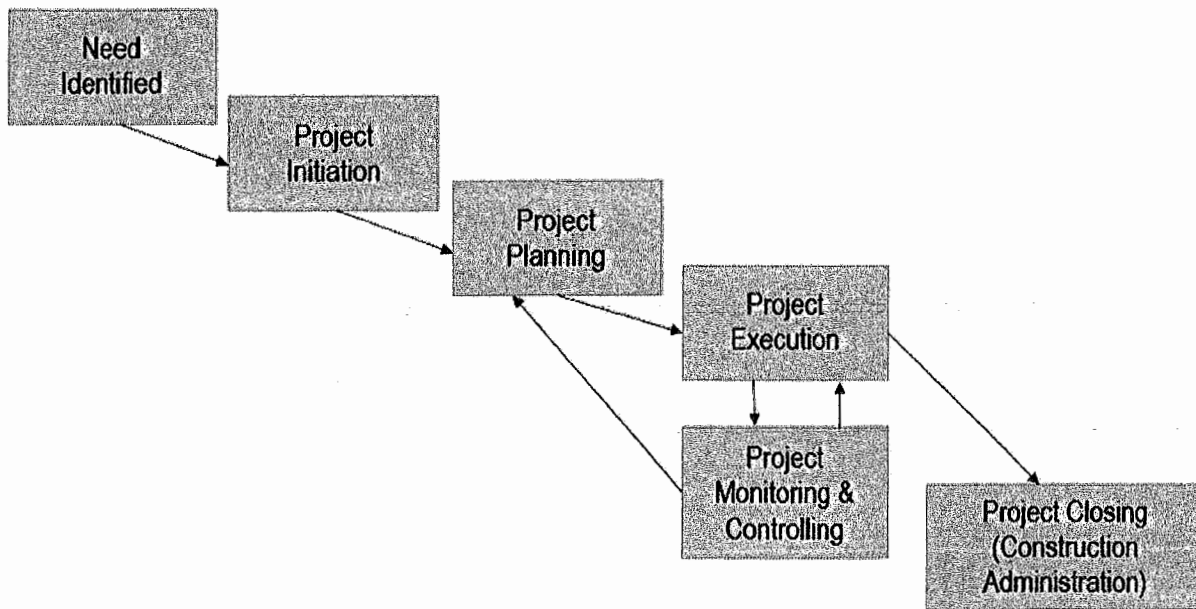 Need
Identified
Project
Initiation
Project
Planning
Project
Execution
Project
Monitoring &
Controlling
Project Closing
(Construction
Administration)